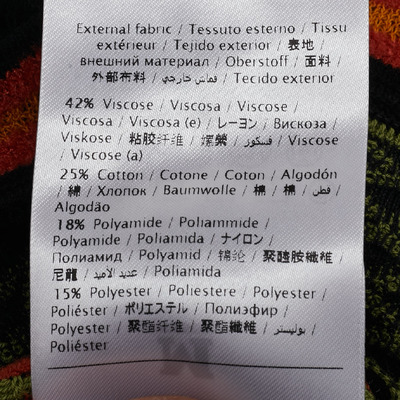 External fabric / Tessuto esterno / Tissu
extérieur / Tejido exterior / 表地 /
внешний материал / Oberstoff / 面料 /
外部布料 / قماش خارجي / Tecido exterior
42% Viscose / Viscosa / Viscose /
Viscosa / Viscosa (e) / レーヨン / Вискоза /
Viskose / 粘胶纤维 / 嫘縈 / فسكوز / Viscose
/ Viscose (a)
25% Cotton / Cotone / Coton / Algodón
/ 綿 / Хлопок / Baumwolle / 棉 / 棉 / قطن /
Algodão
18% Polyamide / Poliammide /
Polyamide / Poliamida / ナイロン /
Полиамид / Polyamid / 锦纶 / 聚醯胺纖維 /
尼龍 / عديد الأميد / Poliamida
15% Polyester / Poliestere / Polyester /
Poliéster / ポリエステル / Полиэфир /
Polyester / 聚酯纤维 / 聚酯纖維 / بوليستر /
Poliéster